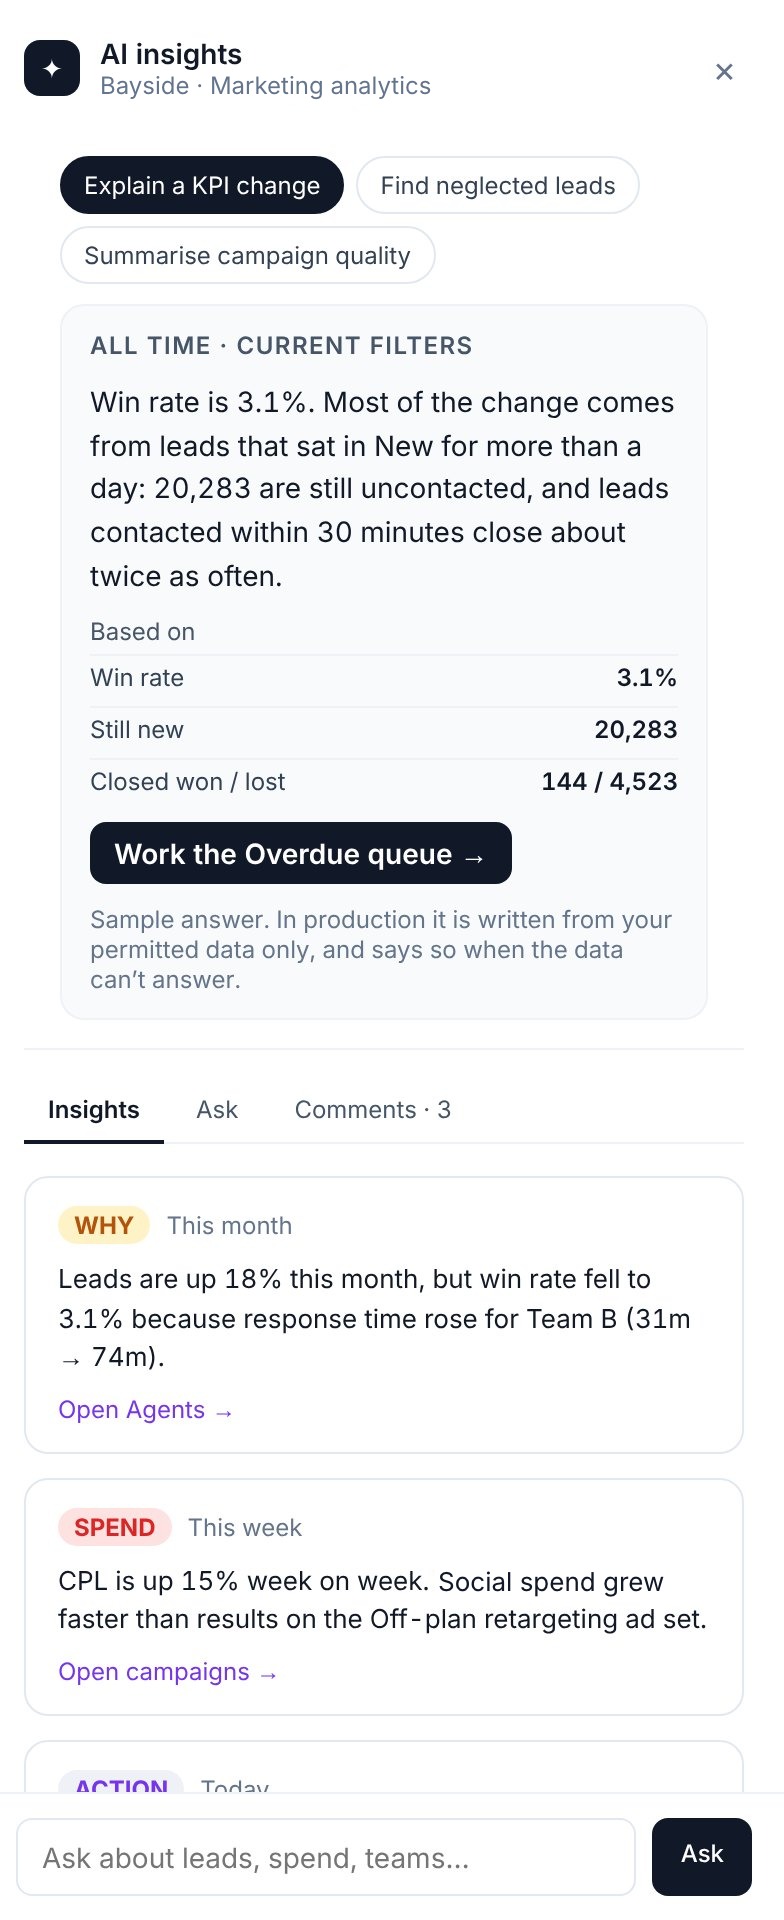 ✦
AI insights
Bayside · Marketing analytics
✕
Explain a KPI change
Find neglected leads
Summarise campaign quality
ALL TIME · CURRENT FILTERS
Win rate is 3.1%. Most of the change comes
from leads that sat in New for more than a
day: 20,283 are still uncontacted, and leads
contacted within 30 minutes close about
twice as often.
Based on
Win rate 3.1%
Still new 20,283
Closed won / lost 144 / 4,523
Work the Overdue queue →
Sample answer. In production it is written from your
permitted data only, and says so when the data
can’t answer.
Insights Ask Comments · 3
WHY This month
Leads are up 18% this month, but win rate fell to
3.1% because response time rose for Team B (31m
→ 74m).
Open Agents →
SPEND This week
CPL is up 15% week on week. Social spend grew
faster than results on the Off-plan retargeting ad set.
Open campaigns →
ACTION Today
Ask about leads, spend, teams...
Ask